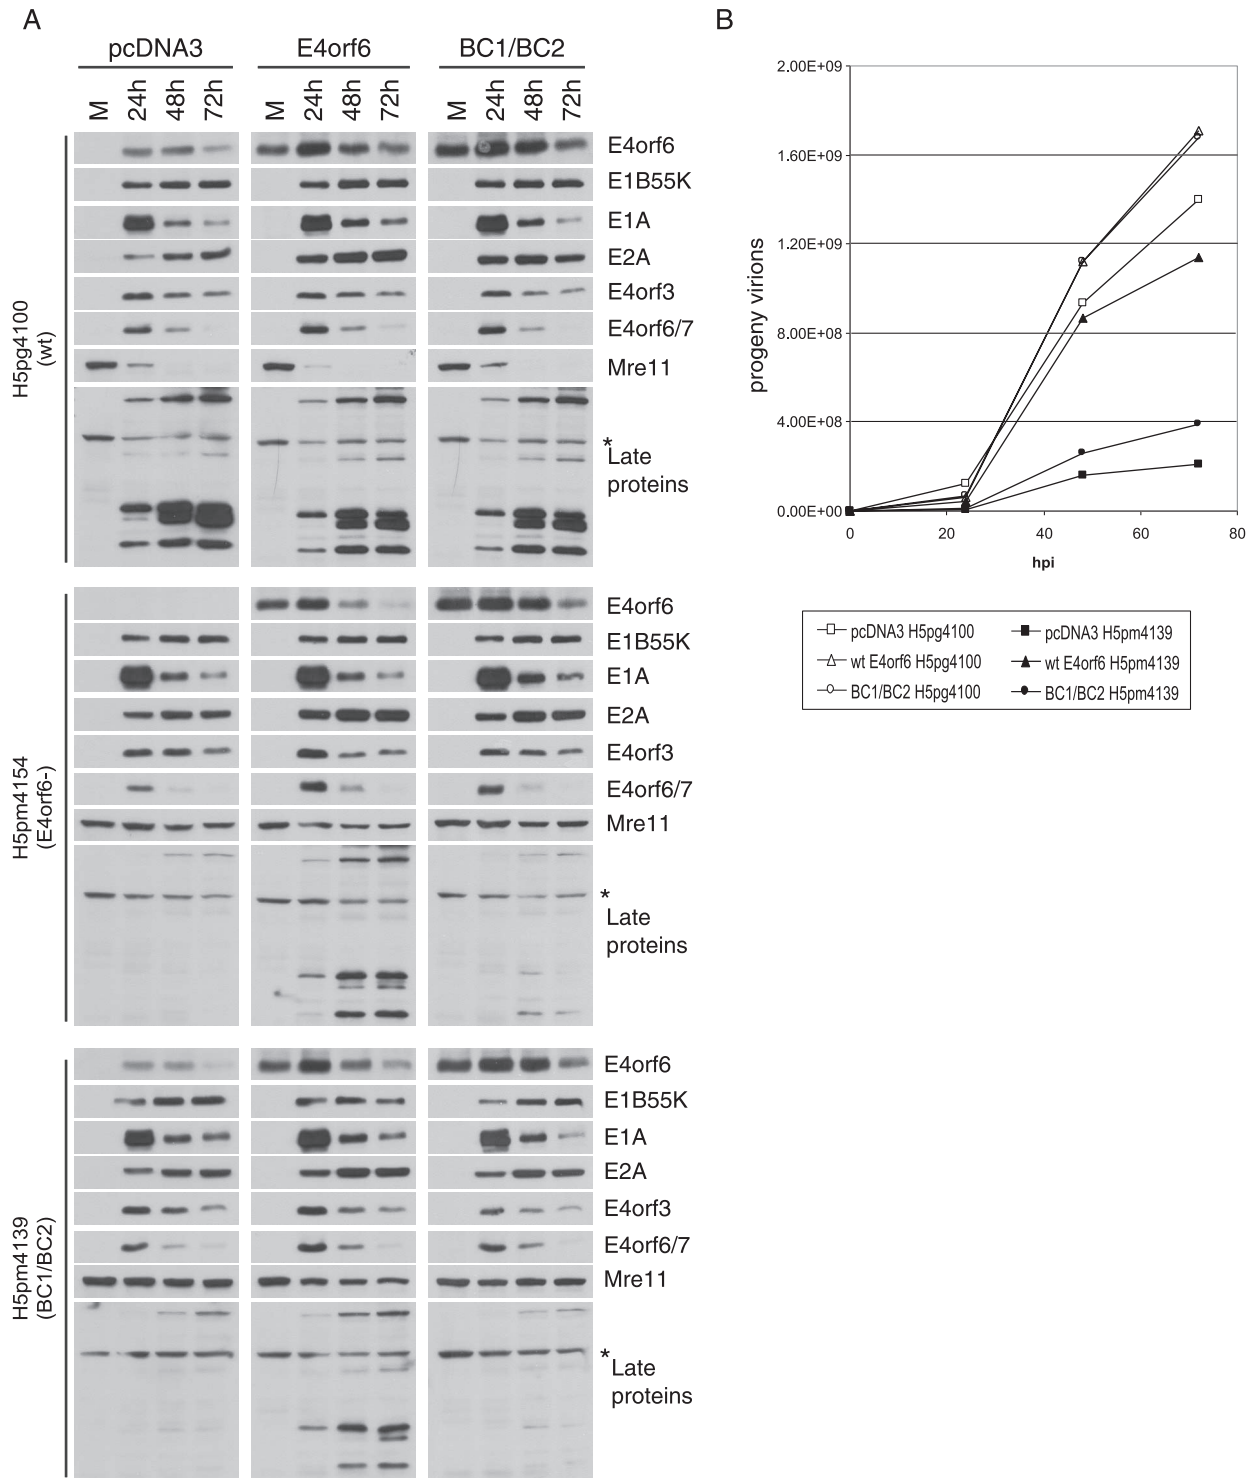 A
pcDNA3 E4orf6 BC1/BC2
M 24h 48h 72h M 24h 48h 72h M 24h 48h 72h
H5pg4100
(wt)
E4orf6
E1B55K
E1A
E2A
E4orf3
E4orf6/7
Mre11
*
Late
proteins
H5pm4154
(E4orf6-)
E4orf6
E1B55K
E1A
E2A
E4orf3
E4orf6/7
Mre11
*
Late
proteins
H5pm4139
(BC1/BC2)
E4orf6
E1B55K
E1A
E2A
E4orf3
E4orf6/7
Mre11
*
Late
proteins
B
progeny virions
2.00E+09
1.60E+09
1.20E+09
8.00E+08
4.00E+08
0.00E+00
0 20 40 60 80
hpi
pcDNA3 H5pg4100 pcDNA3 H5pm4139
wt E4orf6 H5pg4100 wt E4orf6 H5pm4139
BC1/BC2 H5pg4100 BC1/BC2 H5pm4139